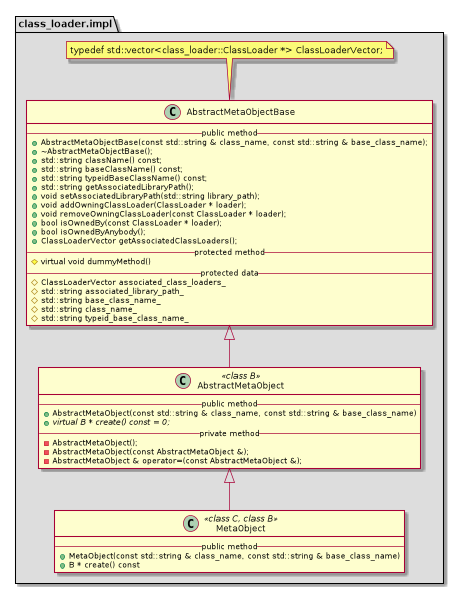 class_loader.impl
typedef std::vector<class_loader::ClassLoader *> ClassLoaderVector;
C AbstractMetaObjectBase
public method
AbstractMetaObjectBase(const std::string & class_name, const std::string & base_class_name);
~AbstractMetaObjectBase();
std::string className() const;
std::string baseClassName() const;
std::string typeidBaseClassName() const;
std::string getAssociatedLibraryPath();
void setAssociatedLibraryPath(std::string library_path);
void addOwningClassLoader(ClassLoader * loader);
void removeOwningClassLoader(const ClassLoader * loader);
bool isOwnedBy(const ClassLoader * loader);
bool isOwnedByAnybody();
ClassLoaderVector getAssociatedClassLoaders();
protected method
virtual void dummyMethod()
protected data
ClassLoaderVector associated_class_loaders_
std::string associated_library_path_
std::string base_class_name_
std::string class_name_
std::string typeid_base_class_name_
C «class B»
AbstractMetaObject
public method
AbstractMetaObject(const std::string & class_name, const std::string & base_class_name)
virtual B * create() const = 0;
private method
AbstractMetaObject();
AbstractMetaObject(const AbstractMetaObject &);
AbstractMetaObject & operator=(const AbstractMetaObject &);
C «class C, class B»
MetaObject
public method
MetaObject(const std::string & class_name, const std::string & base_class_name)
B * create() const